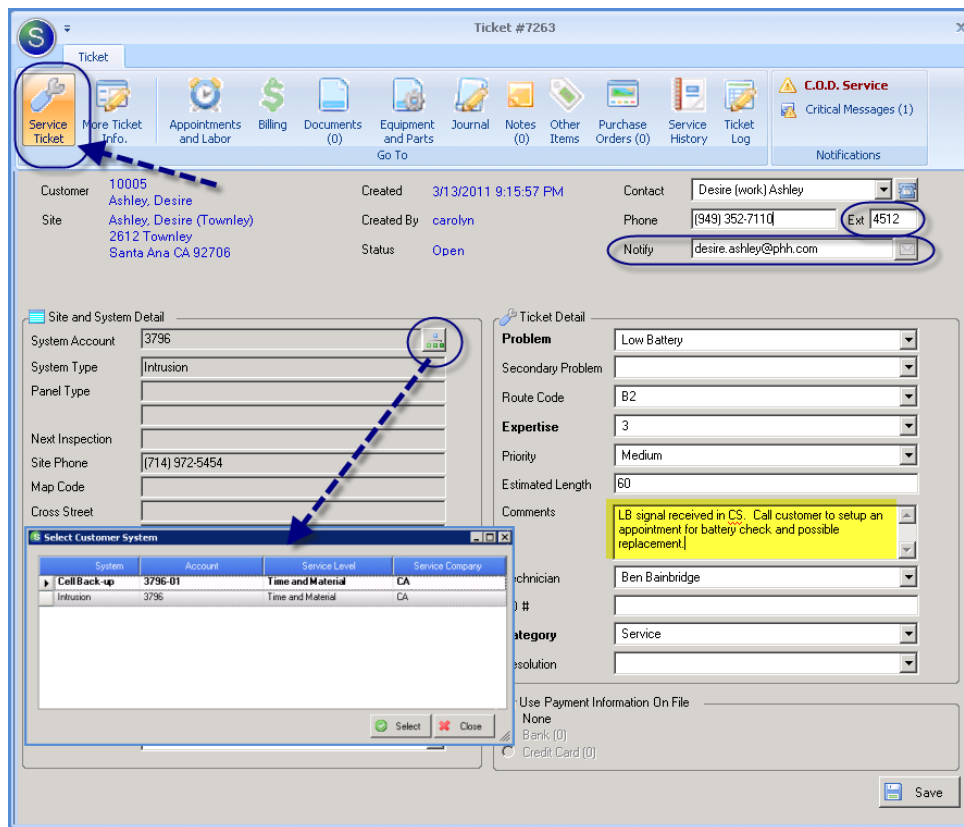 Ticket #7263
S
Ticket
Service Ticket
More Ticket Info.
Appointments and Labor
Billing
Documents (0)
Equipment and Parts
Journal
Notes (0)
Other Items
Purchase Orders (0)
Service History
Ticket Log
Go To
C.O.D. Service
Critical Messages (1)
Notifications
Customer 10005
Ashley, Desire
Site Ashley, Desire (Townley)
2612 Townley
Santa Ana CA 92706
Created 3/13/2011 9:15:57 PM
Created By carolyn
Status Open
Contact Desire (work) Ashley
Phone (949) 352-7110 Ext 4512
Notify desire.ashley@phh.com
Site and System Detail
System Account 3796
System Type Intrusion
Panel Type
Next Inspection
Site Phone (714) 972-5454
Map Code
Cross Street
Select Customer System
System Account Service Level Service Company
Cell Back-up 3796-01 Time and Material CA
Intrusion 3796 Time and Material CA
Select Close
Ticket Detail
Problem Low Battery
Secondary Problem
Route Code B2
Expertise 3
Priority Medium
Estimated Length 60
Comments LB signal received in CS. Call customer to setup an
appointment for battery check and possible
replacement.
echnician Ben Bainbridge
#
ategory Service
esolution
Use Payment Information On File
None
Bank (0)
Credit Card (0)
Save